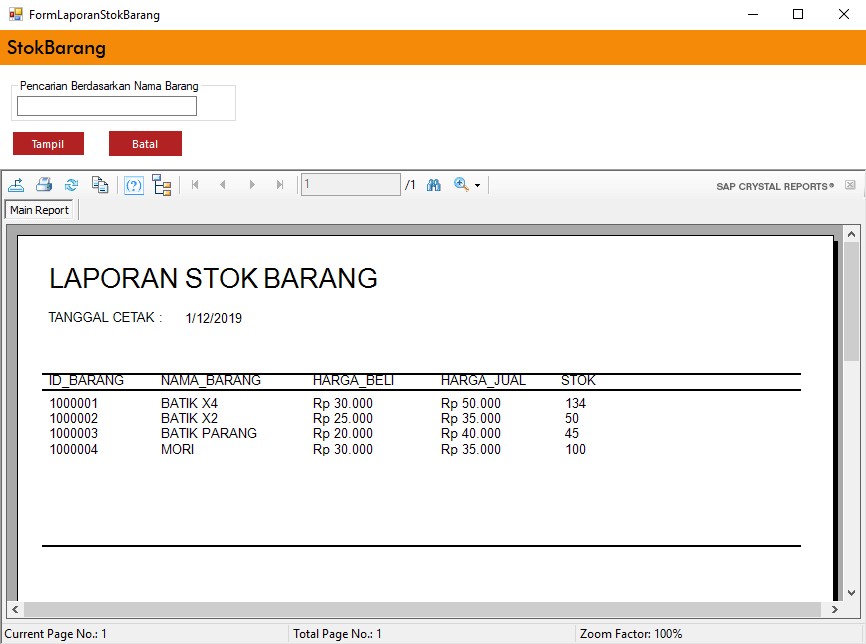 FormLaporanStokBarang
StokBarang
Pencarian Berdasarkan Nama Barang
Tampil Batal
1 /1 SAP CRYSTAL REPORTS®
Main Report
LAPORAN STOK BARANG
TANGGAL CETAK : 1/12/2019
ID_BARANG NAMA_BARANG HARGA_BELI HARGA_JUAL STOK
1000001 BATIK X4 Rp 30.000 Rp 50.000 134
1000002 BATIK X2 Rp 25.000 Rp 35.000 50
1000003 BATIK PARANG Rp 20.000 Rp 40.000 45
1000004 MORI Rp 30.000 Rp 35.000 100
Current Page No.: 1 Total Page No.: 1 Zoom Factor: 100%